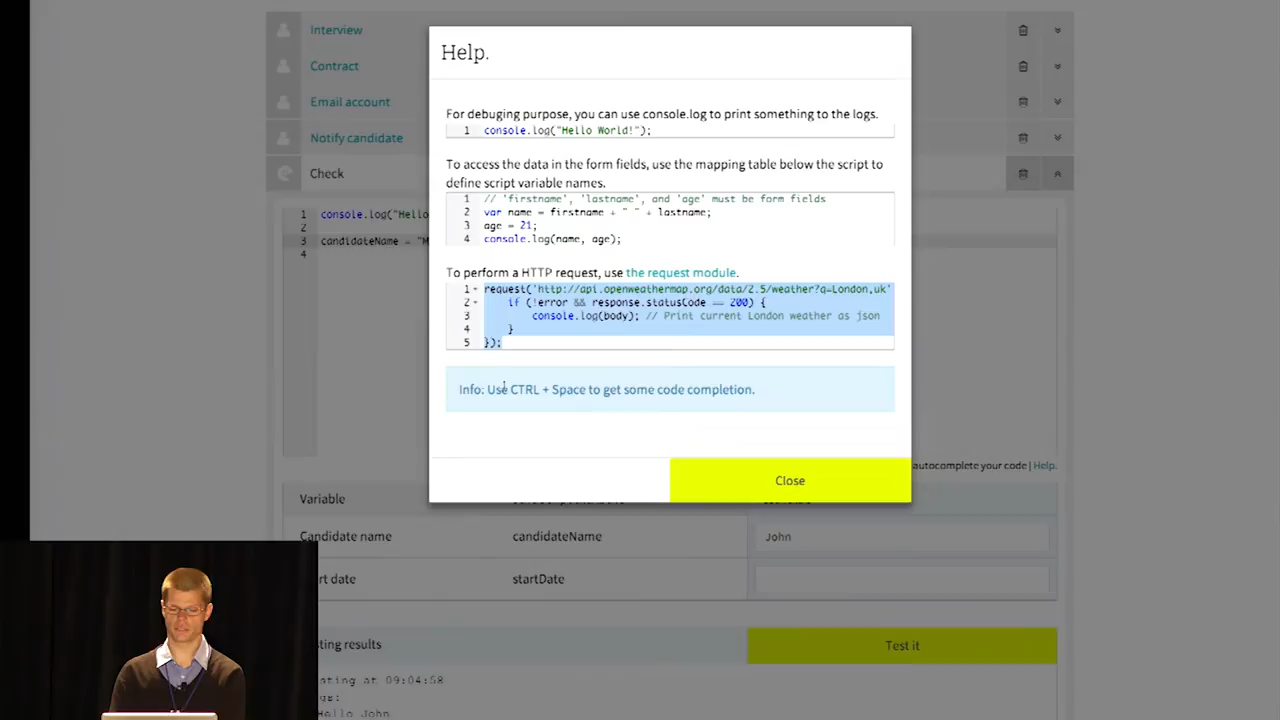 Interview
Contract
Email account
Notify candidate
Check
1 console.log("Hello
2
3 candidateName = "M
4
Help.
For debuging purpose, you can use console.log to print something to the logs.
1 console.log("Hello World!");
To access the data in the form fields, use the mapping table below the script to
define script variable names.
1 // 'firstname', 'lastname', and 'age' must be form fields
2 var name = firstname + " " + lastname;
3 age = 21;
4 console.log(name, age);
To perform a HTTP request, use the request module.
1 request('http://api.openweathermap.org/data/2.5/weather?q=London,uk'
2 if (!error && response.statusCode == 200) {
3 console.log(body); // Print current London weather as json
4 }
5 });
Info: Use CTRL + Space to get some code completion.
Close
autocomplete your code | Help.
Variable
Candidate name candidateName John
rt date startDate
sting results Test it
sting at 09:04:58
Hello John